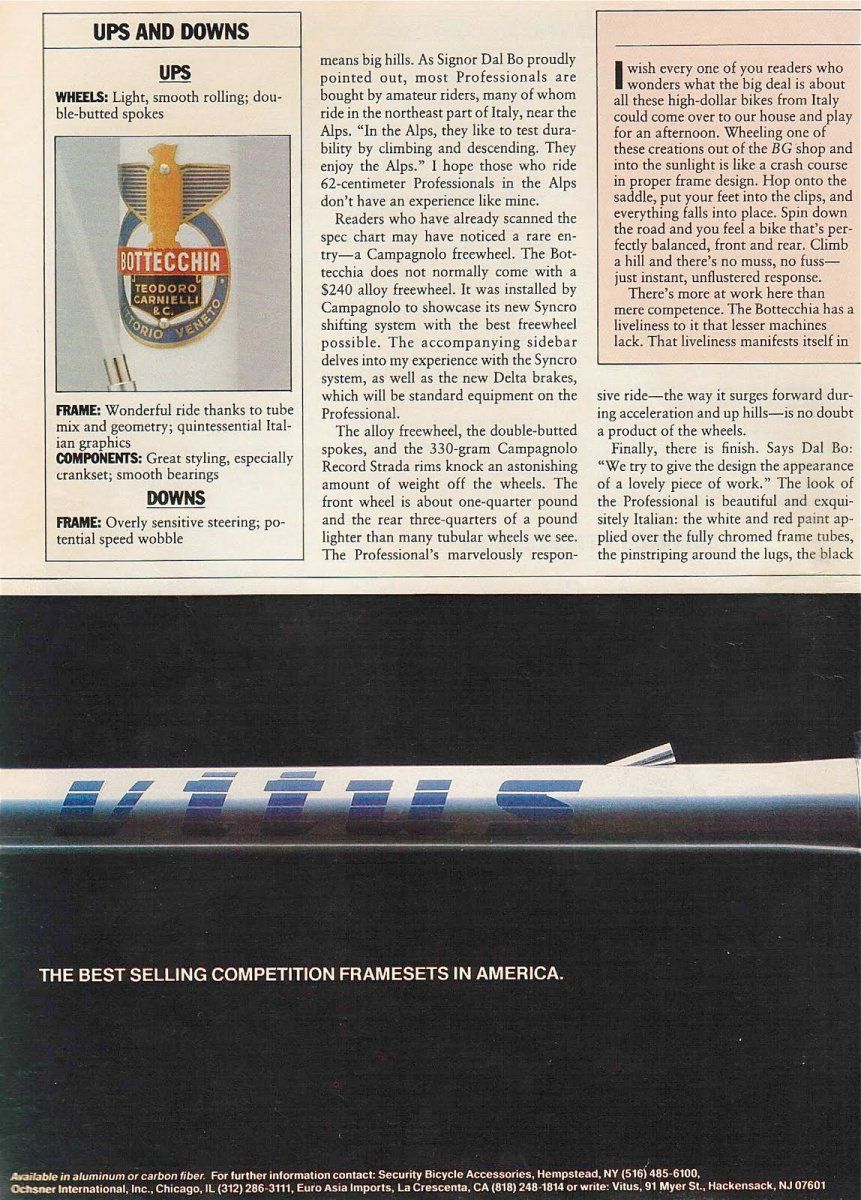 UPS AND DOWNS
UPS
WHEELS: Light, smooth rolling; dou-
ble-butted spokes
BOTTECCHIA
TEODORO
CARNIELLI
& C.
TTORIO VENETO
FRAME: Wonderful ride thanks to tube
mix and geometry; quintessential Ital-
ian graphics
COMPONENTS: Great styling, especially
crankset; smooth bearings
DOWNS
FRAME: Overly sensitive steering; po-
tential speed wobble
means big hills. As Signor Dal Bo proudly
pointed out, most Professionals are
bought by amateur riders, many of whom
ride in the northeast part of Italy, near the
Alps. “In the Alps, they like to test dura-
bility by climbing and descending. They
enjoy the Alps.” I hope those who ride
62-centimeter Professionals in the Alps
don’t have an experience like mine.
Readers who have already scanned the
spec chart may have noticed a rare en-
try—a Campagnolo freewheel. The Bot-
tecchia does not normally come with a
$240 alloy freewheel. It was installed by
Campagnolo to showcase its new Syncro
shifting system with the best freewheel
possible. The accompanying sidebar
delves into my experience with the Syncro
system, as well as the new Delta brakes,
which will be standard equipment on the
Professional.
The alloy freewheel, the double-butted
spokes, and the 330-gram Campagnolo
Record Strada rims knock an astonishing
amount of weight off the wheels. The
front wheel is about one-quarter pound
and the rear three-quarters of a pound
lighter than many tubular wheels we see.
The Professional’s marvelously respon-
I wish every one of you readers who
wonders what the big deal is about
all these high-dollar bikes from Italy
could come over to our house and play
for an afternoon. Wheeling one of
these creations out of the BG shop and
into the sunlight is like a crash course
in proper frame design. Hop onto the
saddle, put your feet into the clips, and
everything falls into place. Spin down
the road and you feel a bike that’s per-
fectly balanced, front and rear. Climb
a hill and there’s no muss, no fuss—
just instant, unflustered response.
There’s more at work here than
mere competence. The Bottecchia has a
liveliness to it that lesser machines
lack. That liveliness manifests itself in
sive ride—the way it surges forward dur-
ing acceleration and up hills—is no doubt
a product of the wheels.
Finally, there is finish. Says Dal Bo:
“We try to give the design the appearance
of a lovely piece of work.” The look of
the Professional is beautiful and exqui-
sitely Italian: the white and red paint ap-
plied over the fully chromed frame tubes,
the pinstriping around the lugs, the black
vitus
THE BEST SELLING COMPETITION FRAMESETS IN AMERICA.
Available in aluminum or carbon fiber. For further information contact: Security Bicycle Accessories, Hempstead, NY (516) 485-6100,
Ochsner International, Inc., Chicago, IL (312) 286-3111, Euro Asia Imports, La Crescenta, CA (818) 248-1814 or write: Vitus, 91 Myer St., Hackensack, NJ 07601